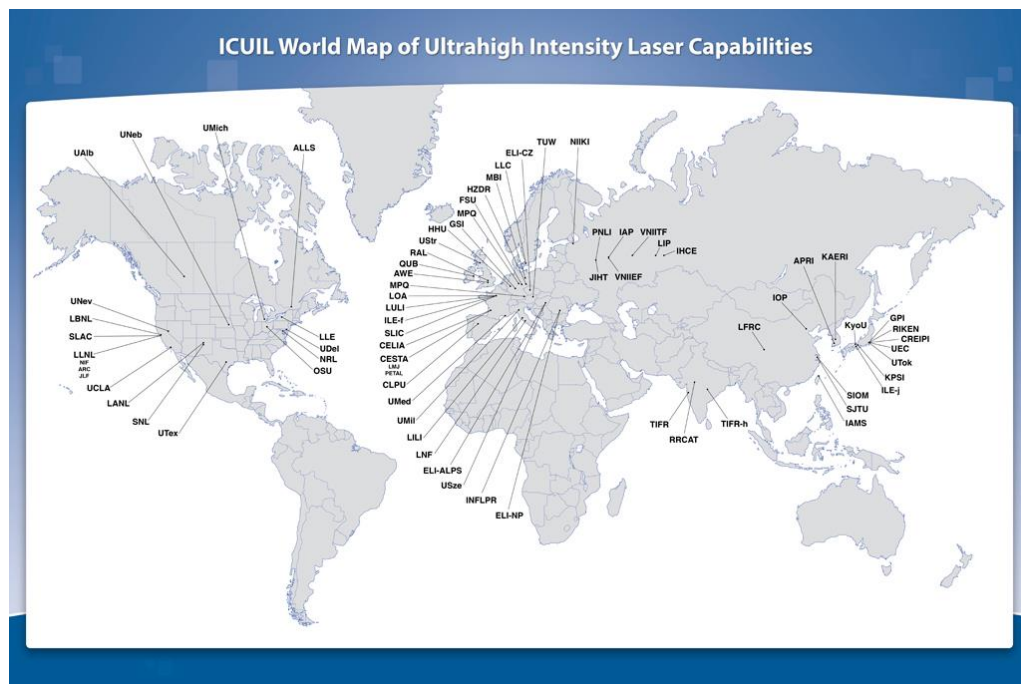 ICUIL World Map of Ultrahigh Intensity Laser Capabilities
UAlb
UNeb
UMich
ALLS
UNev
LBNL
SLAC
LLNL
NIF
ARC
JLF
UCLA
LANL
SNL
UTex
LLE
UDel
NRL
OSU
TUW
NIIKI
ELI-CZ
LLC
MBI
HZDR
FSU
MPQ
GSI
HHU
UStr
RAL
QUB
AWE
MPQ
LOA
LULI
ILE-f
SLIC
CELIA
CESTA
LMJ
PETAL
CLPU
UMed
UMil
LILI
LNF
ELI-ALPS
USze
INFLPR
ELI-NP
PNLI
IAP
VNIITF
LIP
IHCE
JIHT
VNIIEF
APRI
KAERI
IOP
LFRC
KyoU
GPI
RIKEN
CREIPI
UEC
UTok
KPSI
ILE-j
SIOM
SJTU
IAMS
TIFR
RRCAT
TIFR-h